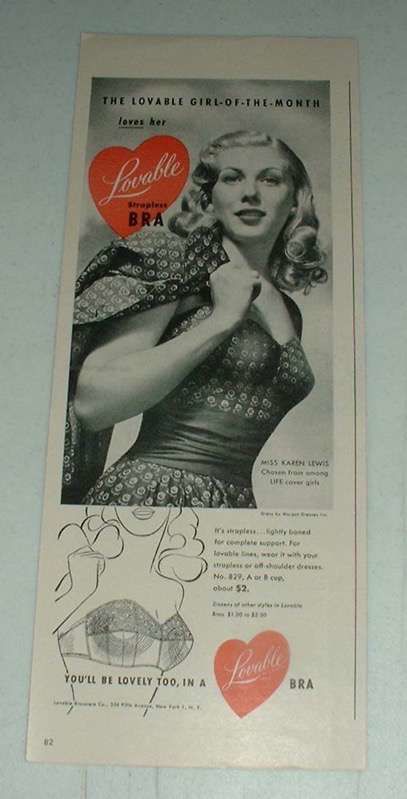 THE LOVABLE GIRL-OF-THE-MONTH
loves her
Lovable
Strapless
BRA
MISS KAREN LEWIS
Chosen from among
LIFE cover girls
It's strapless...lightly boned
for complete support. For
lovable lines, wear it with your
strapless or off-shoulder dresses.
No. 829, A or B cup,
about $2.
Dozens of other styles in Lovable
Bras. $1.00 to $2.50
YOU'LL BE LOVELY TOO, IN A
Lovable
BRA
Lovable Brassiere Co., Fifth Avenue, New York 1, N. Y.
82